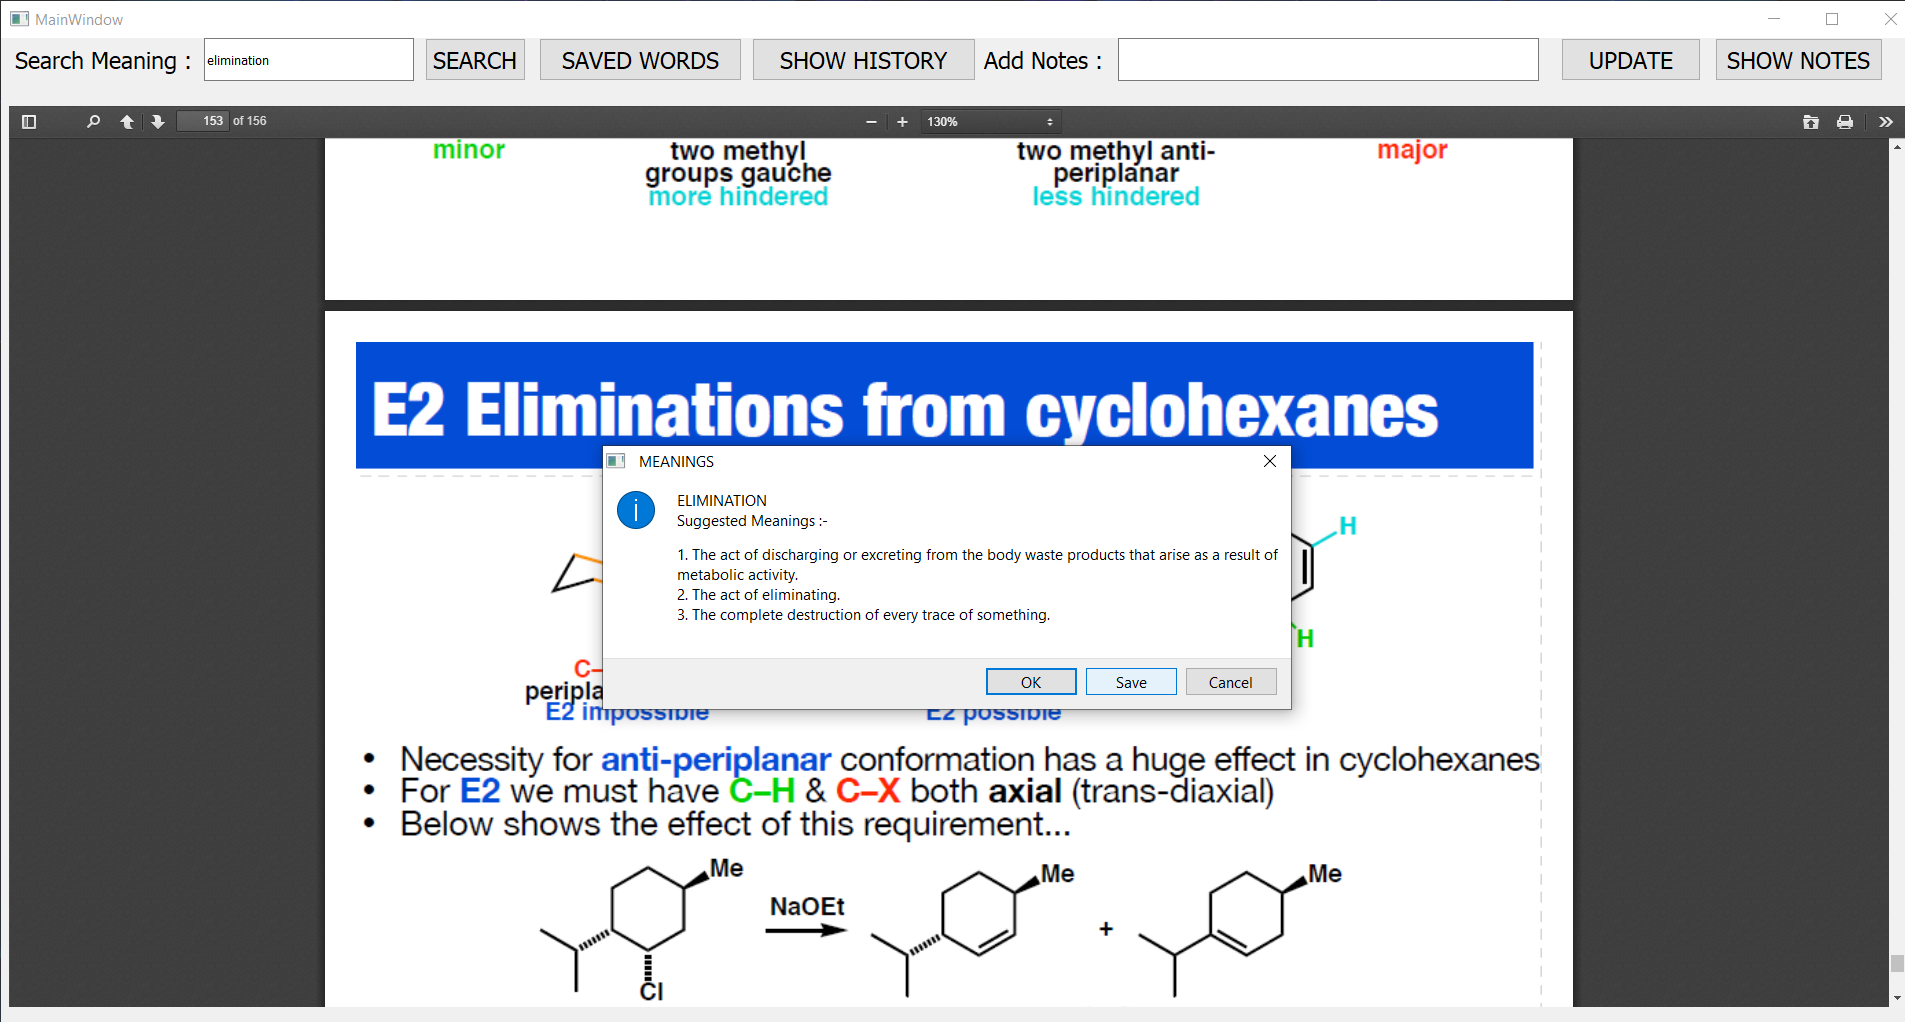 MainWindow
Search Meaning :
elimination
SEARCH
SAVED WORDS
SHOW HISTORY
Add Notes :
UPDATE
SHOW NOTES
153 of 156
130%
minor
two methyl
groups gauche
more hindered
two methyl anti-
periplanar
less hindered
major
E2 Eliminations from cyclohexanes
MEANINGS
ELIMINATION
Suggested Meanings :-
1. The act of discharging or excreting from the body waste products that arise as a result of
metabolic activity.
2. The act of eliminating.
3. The complete destruction of every trace of something.
OK
Save
Cancel
H
H
C–
peripla
E2 impossible
E2 possible
• Necessity for anti-periplanar conformation has a huge effect in cyclohexanes
• For E2 we must have C–H & C–X both axial (trans-diaxial)
• Below shows the effect of this requirement...
Me
Cl
NaOEt
Me
+
Me